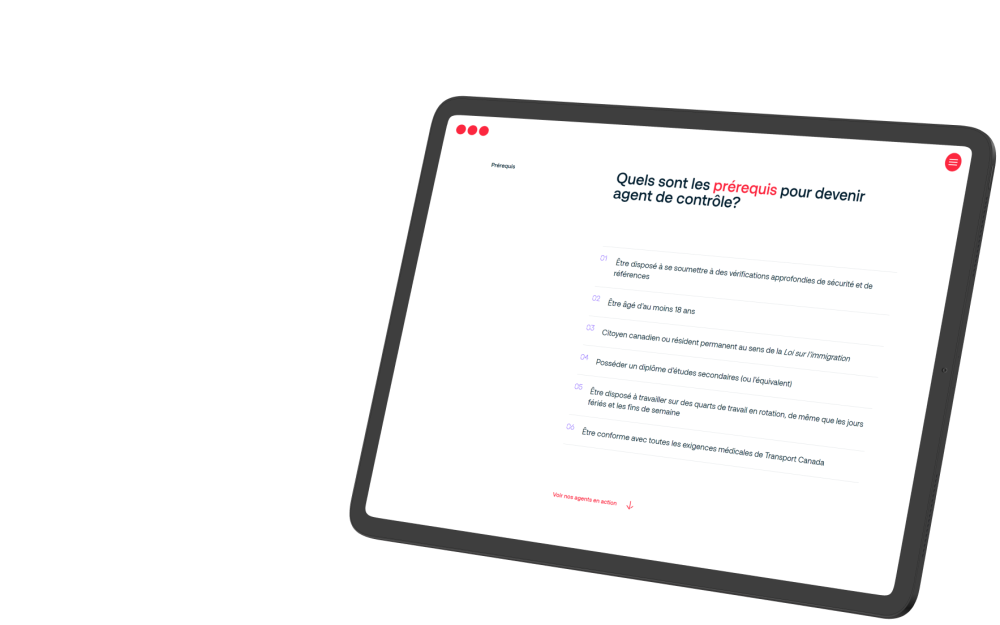 Prérequis
Quels sont les prérequis pour devenir
agent de contrôle?
01 Être disposé à se soumettre à des vérifications approfondies de sécurité et de
références
02 Être âgé d'au moins 18 ans
03 Citoyen canadien ou résident permanent au sens de la Loi sur l'immigration
04 Posséder un diplôme d'études secondaires (ou l'équivalent)
05 Être disposé à travailler sur des quarts de travail en rotation, de même que les jours
fériés et les fins de semaine
06 Être conforme avec toutes les exigences médicales de Transport Canada
Voir nos agents en action